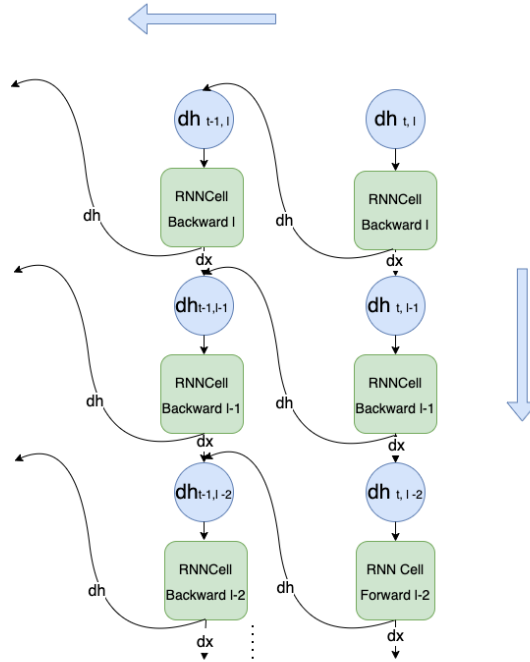 dh t-1, l
dh t, l
RNNCell
Backward l
RNNCell
Backward l
dh
dh
dx
dx
dht-1,l-1
dh t, l-1
RNNCell
Backward l-1
RNNCell
Backward l-1
dh
dh
dx
dx
dht-1,l -2
dh t, l -2
RNNCell
Backward l-2
RNN Cell
Forward l-2
dh
dh
dx
dx